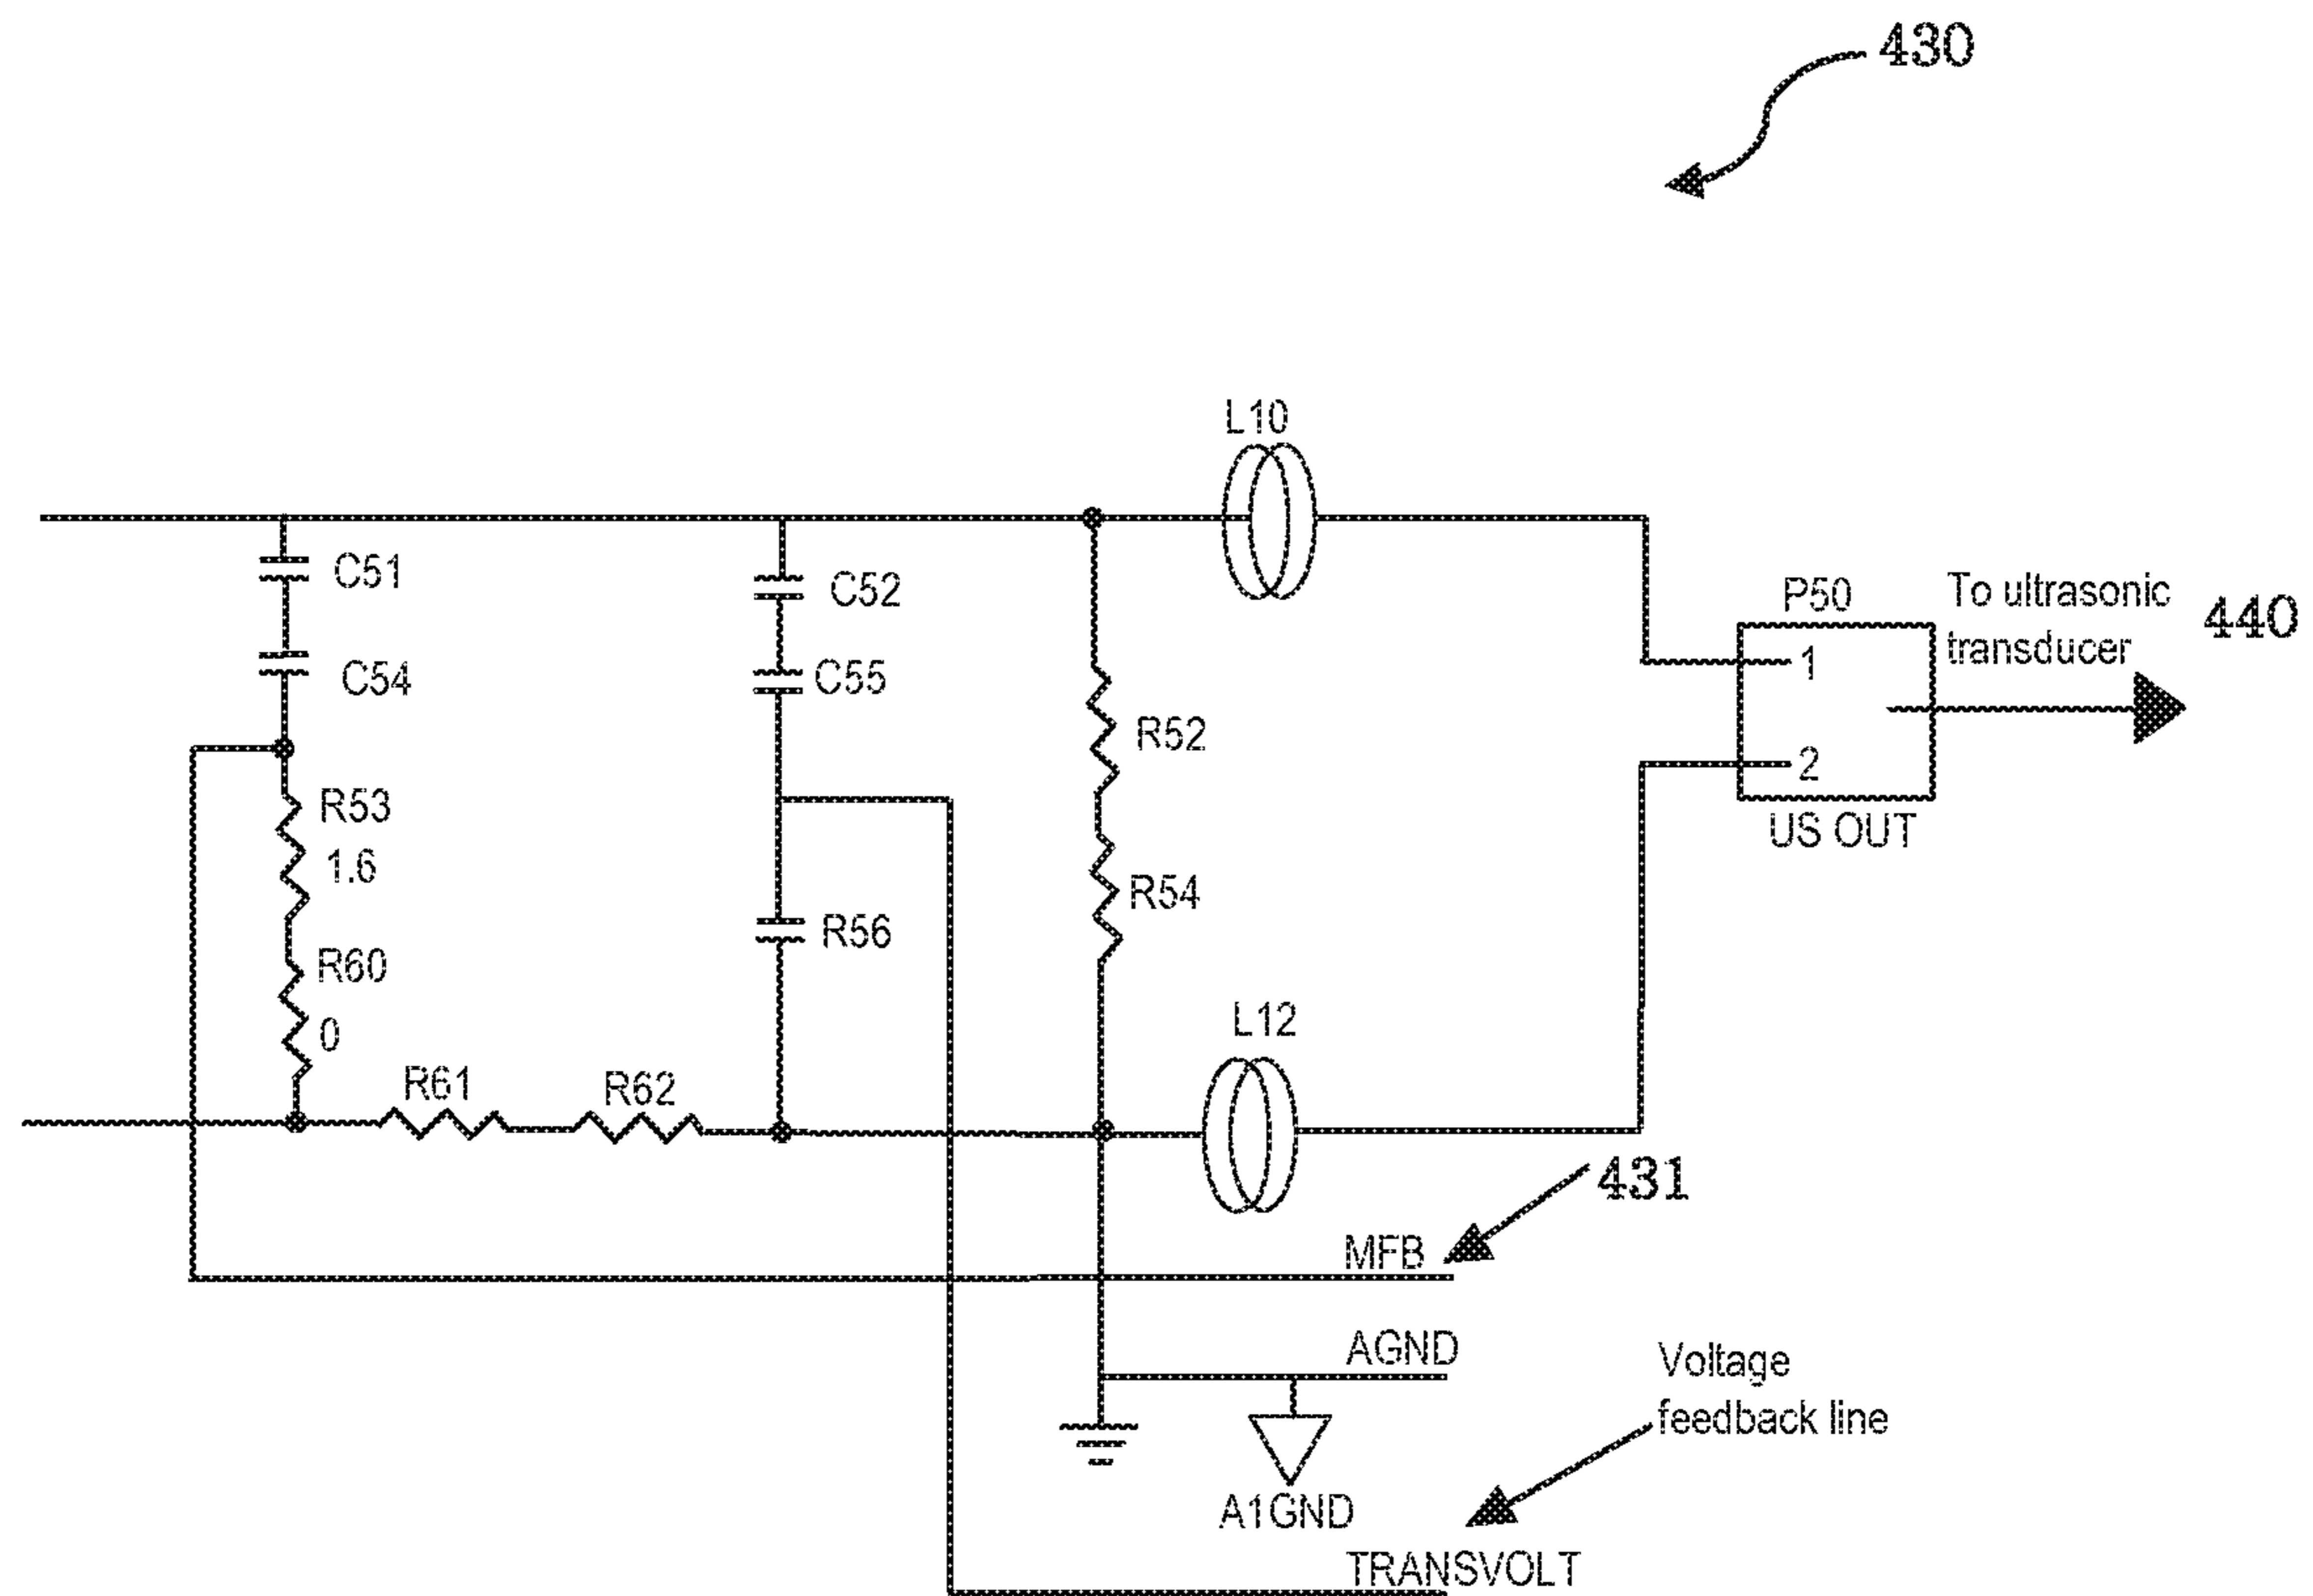 430
L10
C51
C52
P50
To ultrasonic
transducer
440
1
C54
C55
R52
2
R53
US OUT
1.6
R54
R56
R60
0
L12
R61
R62
431
MFB
AGND
Voltage
feedback line
A1GND
TRANSVOLT